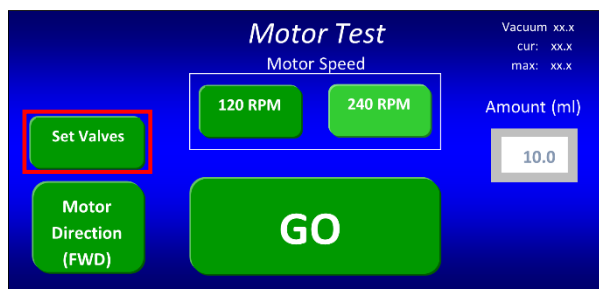 Motor Test
Motor Speed
Vacuum xx.x
cur: xx.x
max: xx.x
120 RPM
240 RPM
Amount (ml)
10.0
Set Valves
Motor
Direction
(FWD)
GO